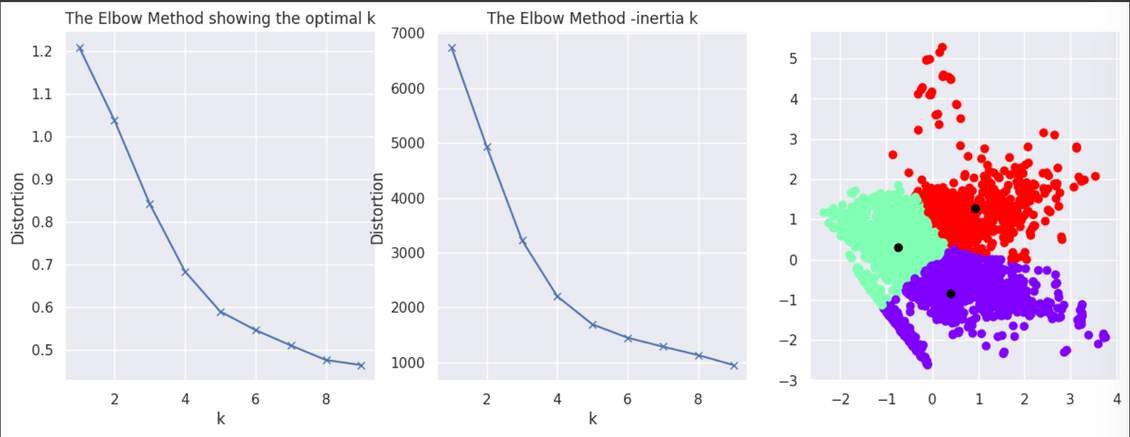 The Elbow Method showing the optimal k
1.2
1.1
1.0
0.9
0.8
0.7
0.6
0.5
Distortion
2 4 6 8
k
The Elbow Method -inertia k
7000
6000
5000
4000
3000
2000
1000
Distortion
2 4 6 8
k
5
4
3
2
1
0
−1
−2
−3
−2 −1 0 1 2 3 4